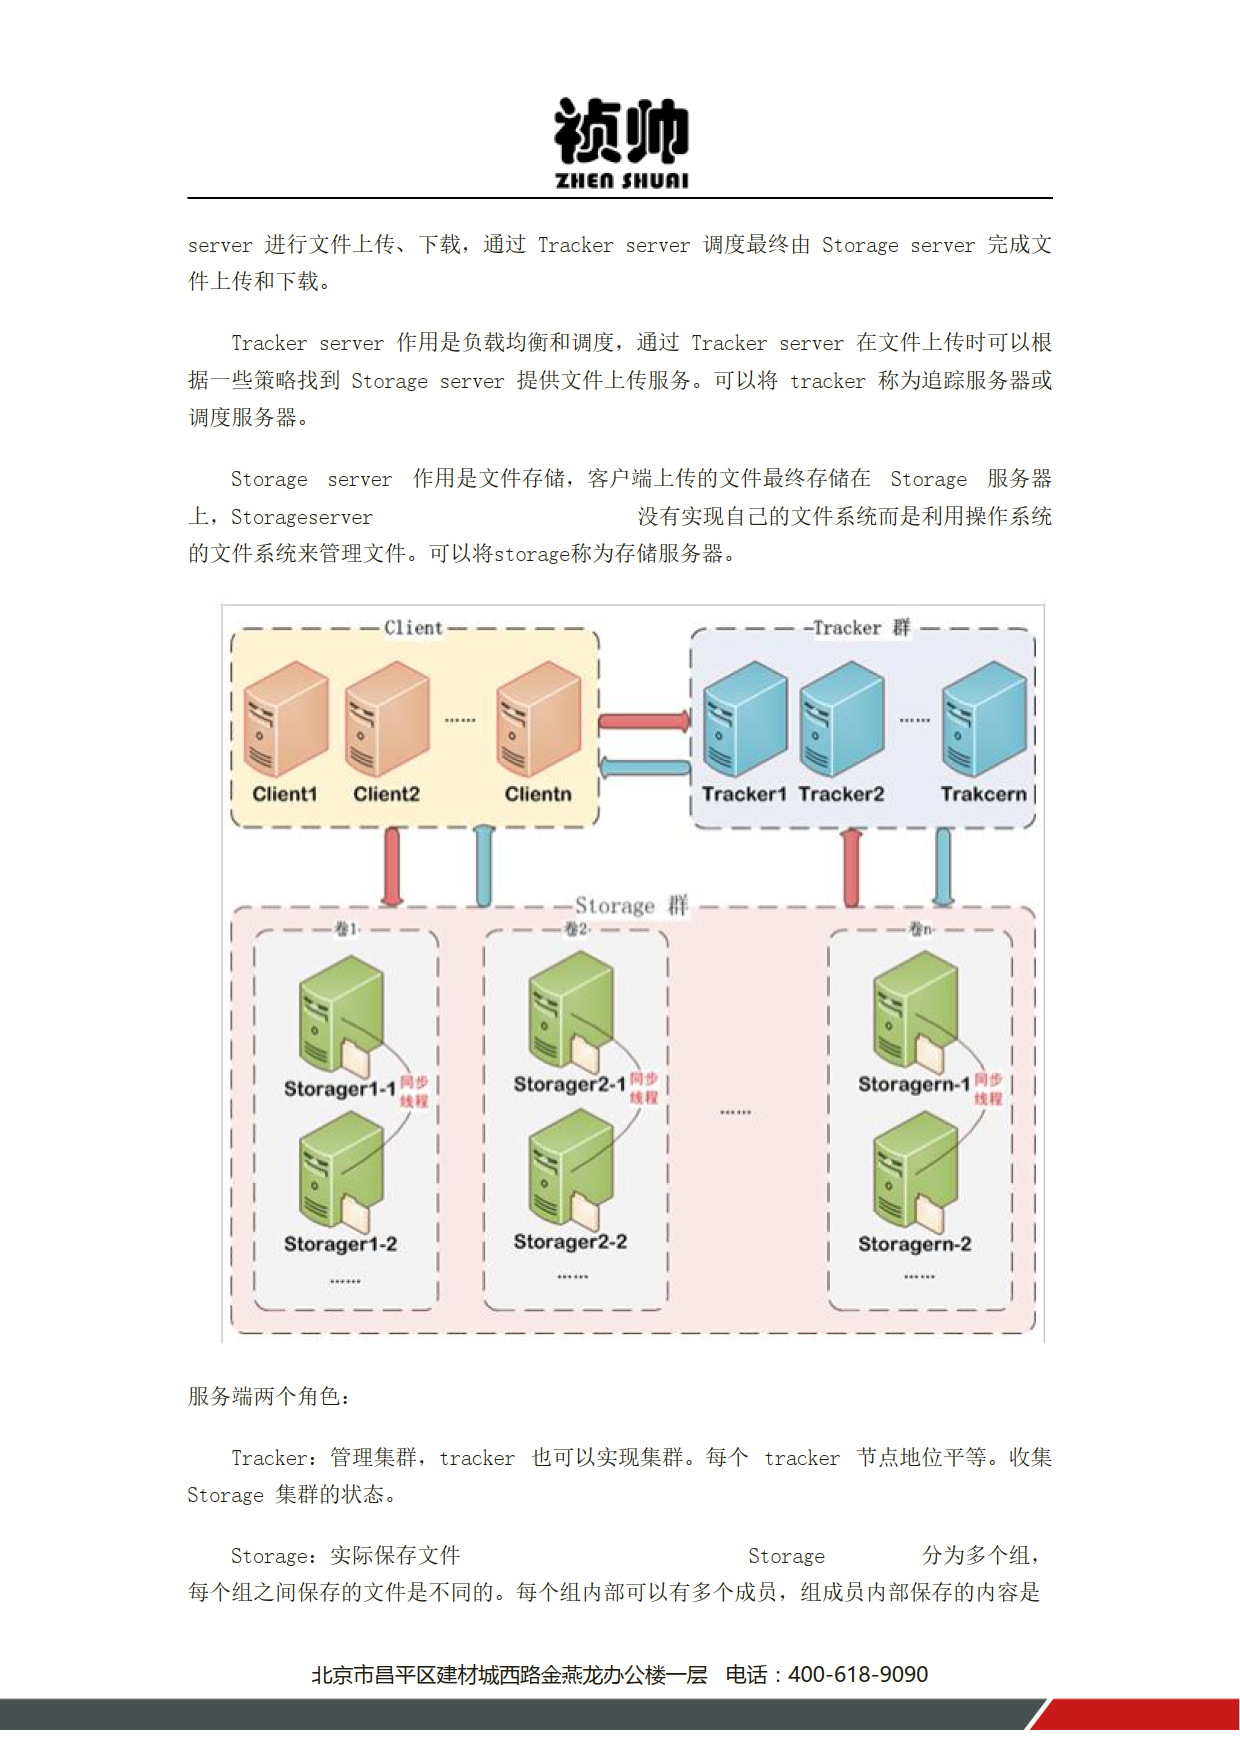 祯帅
ZHEN SHUAI
server 进行文件上传、下载，通过 Tracker server 调度最终由 Storage server 完成文
件上传和下载。
Tracker server 作用是负载均衡和调度，通过 Tracker server 在文件上传时可以根
据一些策略找到 Storage server 提供文件上传服务。可以将 tracker 称为追踪服务器或
调度服务器。
Storage server 作用是文件存储，客户端上传的文件最终存储在 Storage 服务器
上，Storageserver 没有实现自己的文件系统而是利用操作系统
的文件系统来管理文件。可以将storage称为存储服务器。
Client
Tracker 群
Client1 Client2 …… Clientn
Tracker1 Tracker2 …… Trakcern
Storage 群
卷1
卷2
卷n
Storager1-1
同步
线程
Storager1-2
……
Storager2-1
同步
线程
Storager2-2
……
……
Storagern-1
同步
线程
Storagern-2
……
服务端两个角色：
Tracker：管理集群，tracker 也可以实现集群。每个 tracker 节点地位平等。收集
Storage 集群的状态。
Storage：实际保存文件 Storage 分为多个组，
每个组之间保存的文件是不同的。每个组内部可以有多个成员，组成员内部保存的内容是
北京市昌平区建材城西路金燕龙办公楼一层 电话：400-618-9090